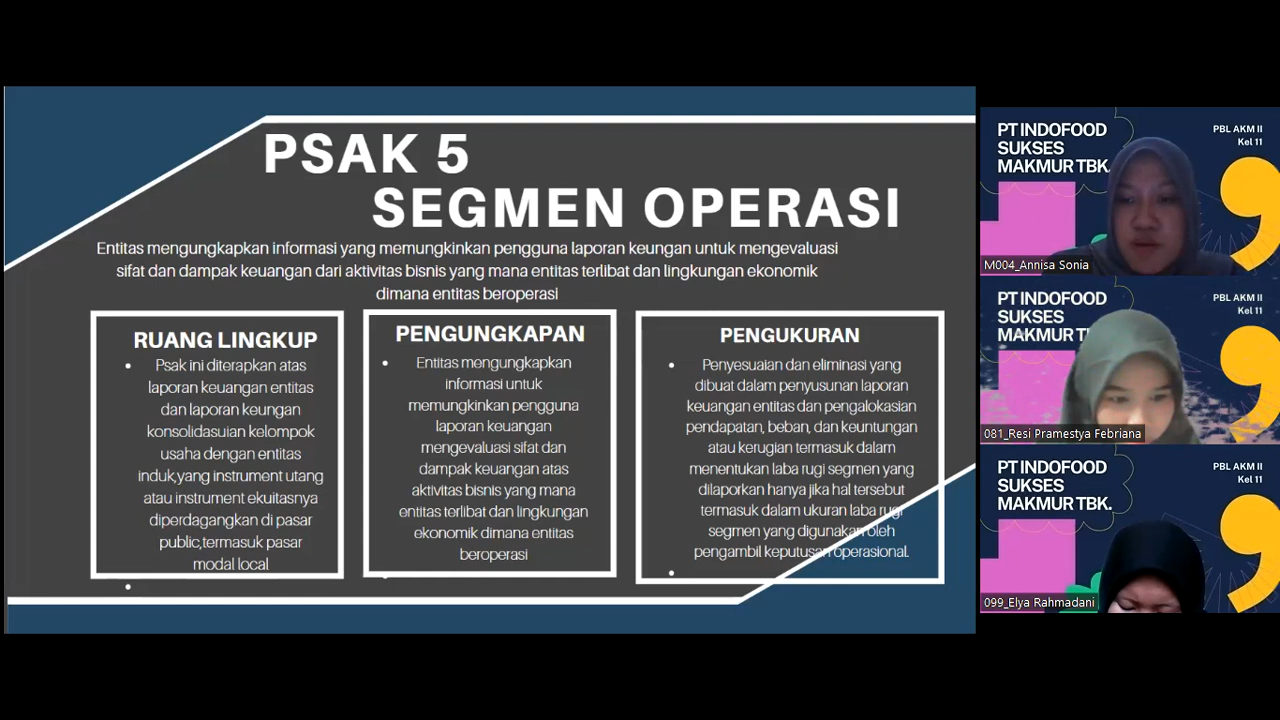 PSAK 5
SEGMEN OPERASI
Entitas mengungkapkan informasi yang memungkinkan pengguna laporan keungan untuk mengevaluasi
sifat dan dampak keuangan dari aktivitas bisnis yang mana entitas terlibat dan lingkungan ekonomik
dimana entitas beroperasi
RUANG LINGKUP
Psak ini diterapkan atas
laporan keuangan entitas
dan laporan keungan
konsolidasuian kelompok
usaha dengan entitas
induk,yang instrument utang
atau instrument ekuitasnya
diperdagangkan di pasar
public,termasuk pasar
modal local
PENGUNGKAPAN
Entitas mengungkapkan
informasi untuk
memungkinkan pengguna
laporan keuangan
mengevaluasi sifat dan
dampak keuangan atas
aktivitas bisnis yang mana
entitas terlibat dan lingkungan
ekonomik dimana entitas
beroperasi
PENGUKURAN
Penyesuaian dan eliminasi yang
dibuat dalam penyusunan laporan
keuangan entitas dan pengalokasian
pendapatan, beban, dan keuntungan
atau kerugian termasuk dalam
menentukan laba rugi segmen yang
dilaporkan hanya jika hal tersebut
termasuk dalam ukuran laba rugi
segmen yang digunakan oleh
pengambil keputusan operasional.
PT INDOFOOD
SUKSES
MAKMUR TBK.
PBL AKM II
Kel 11
M004_Annisa Sonia
PT INDOFOOD
SUKSES
MAKMUR TB
PBL AKM II
Kel 11
081_Resi Pramestya Febriana
PT INDOFOOD
SUKSES
MAKMUR TBK.
PBL AKM II
Kel 11
099_Elya Rahmadani